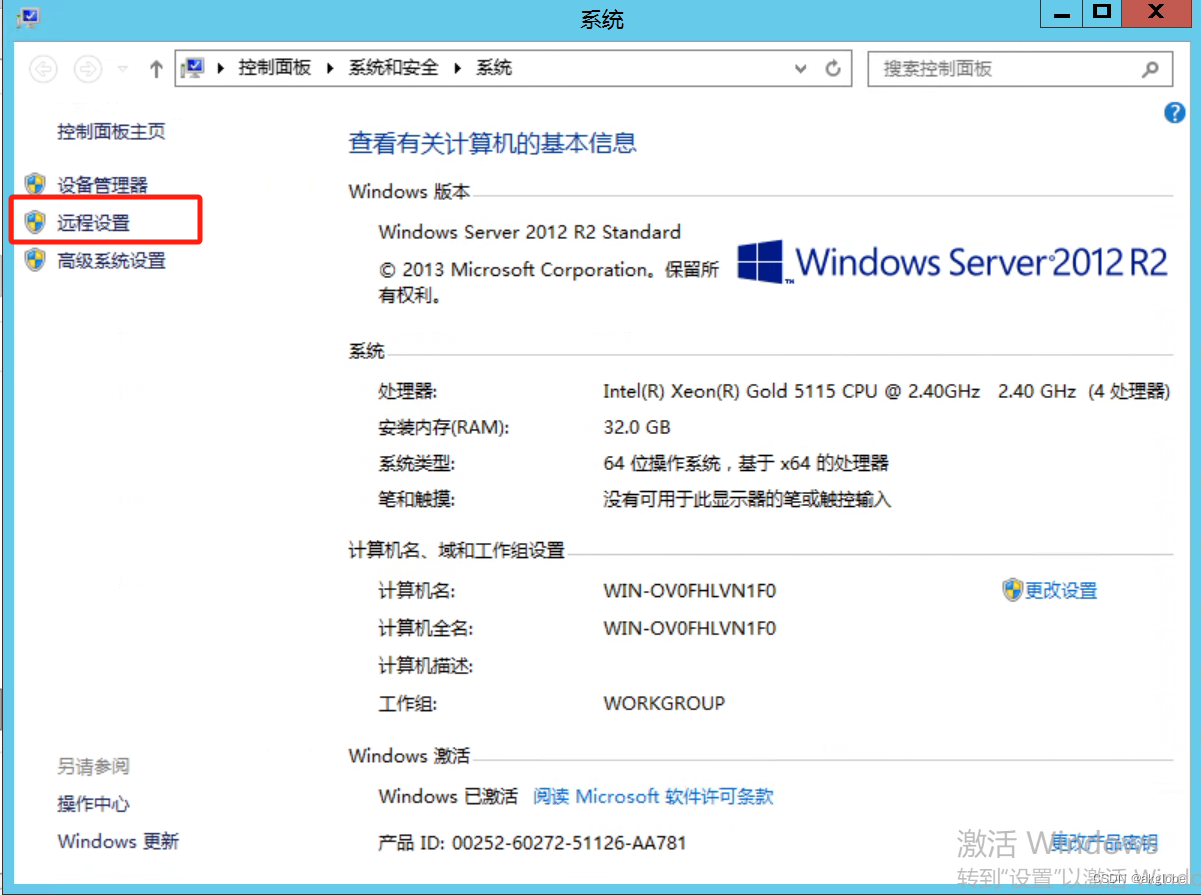 系统
控制面板 系统和安全 系统
搜索控制面板
控制面板主页
设备管理器
远程设置
高级系统设置
查看有关计算机的基本信息
Windows 版本
Windows Server 2012 R2 Standard
© 2013 Microsoft Corporation。保留所
有权利。
Windows Server 2012 R2
系统
处理器: Intel(R) Xeon(R) Gold 5115 CPU @ 2.40GHz 2.40 GHz (4 处理器)
安装内存(RAM): 32.0 GB
系统类型: 64 位操作系统，基于 x64 的处理器
笔和触摸: 没有可用于此显示器的笔或触控输入
计算机名、域和工作组设置
计算机名: WIN-OV0FHLVN1F0 更改设置
计算机全名: WIN-OV0FHLVN1F0
计算机描述:
工作组: WORKGROUP
Windows 激活
Windows 已激活 阅读 Microsoft 软件许可条款
产品 ID: 00252-60272-51126-AA781 更改产品密钥
另请参阅
操作中心
Windows 更新
激活 Windows
转到"设置"以激活 Windo
CSDN @akglobe